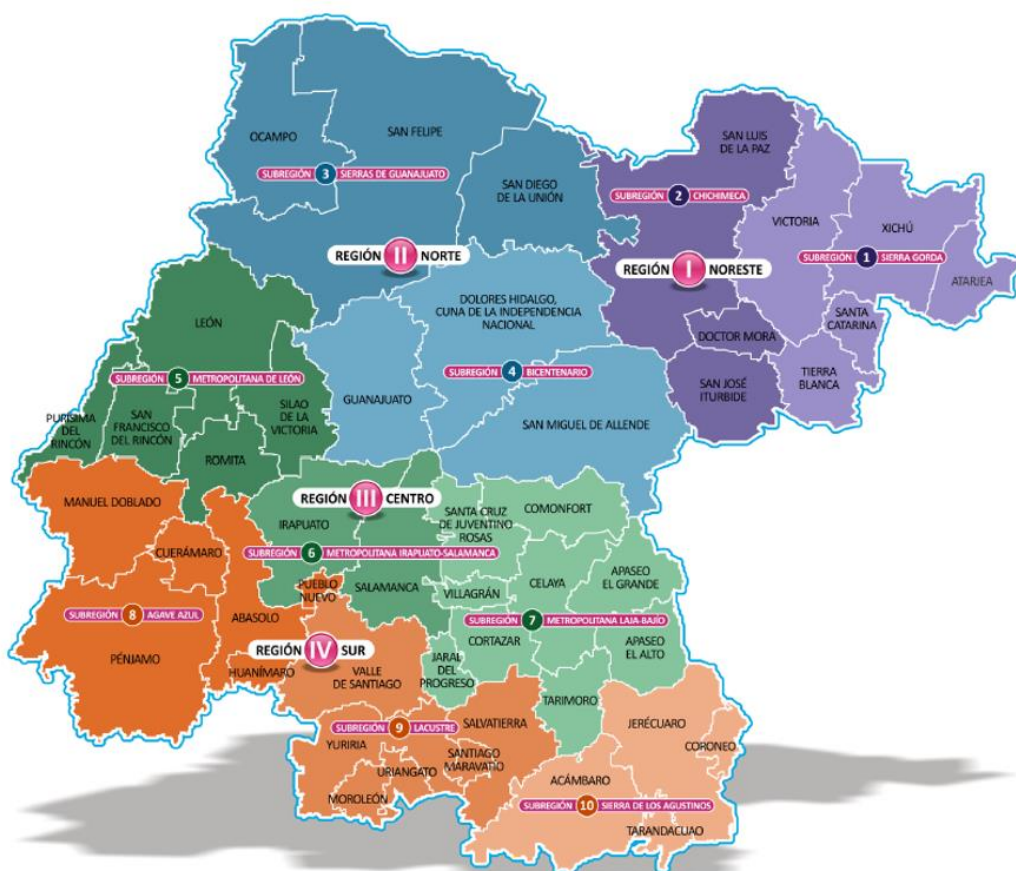 SAN LUIS
DE LA PAZ
OCAMPO
SAN FELIPE
SUBREGIÓN 3 SIERRAS DE GUANAJUATO
SAN DIEGO
DE LA UNIÓN
SUBREGIÓN 2 CHICHIMECA
VICTORIA
XICHÚ
REGIÓN II NORTE
REGIÓN I NORESTE
SUBREGIÓN 1 SIERRA GORDA
ATARJEA
DOLORES HIDALGO,
CUNA DE LA INDEPENDENCIA
NACIONAL
LEÓN
SANTA
CATARINA
DOCTOR MORA
SUBREGIÓN 5 METROPOLITANA DE LEÓN
SUBREGIÓN 4 BICENTENARIO
TIERRA
BLANCA
SAN JOSÉ
ITURBIDE
GUANAJUATO
PURÍSIMA
DEL
RINCÓN
SAN
FRANCISCO
DEL RINCÓN
SILAO
DE LA
VICTORIA
SAN MIGUEL DE ALLENDE
ROMITA
MANUEL DOBLADO
REGIÓN III CENTRO
IRAPUATO
SANTA CRUZ
DE JUVENTINO
ROSAS
COMONFORT
CUERÁMARO
SUBREGIÓN 6 METROPOLITANA IRAPUATO-SALAMANCA
PUEBLO
NUEVO
SALAMANCA
VILLAGRÁN
CELAYA
APASEO
EL GRANDE
SUBREGIÓN 8 AGAVE AZUL
ABASOLO
SUBREGIÓN 7 METROPOLITANA LAJA-BAJÍO
CORTAZAR
APASEO
EL ALTO
PÉNJAMO
REGIÓN IV SUR
HUANÍMARO
VALLE
DE SANTIAGO
JARAL
DEL
PROGRESO
TARIMORO
SUBREGIÓN 9 LACUSTRE
SALVATIERRA
JERÉCUARO
YURIRIA
CORONEO
SANTIAGO
MARAVATÍO
URIANGATO
MOROLEÓN
ACÁMBARO
SUBREGIÓN 10 SIERRA DE LOS AGUSTINOS
TARANDACUAO